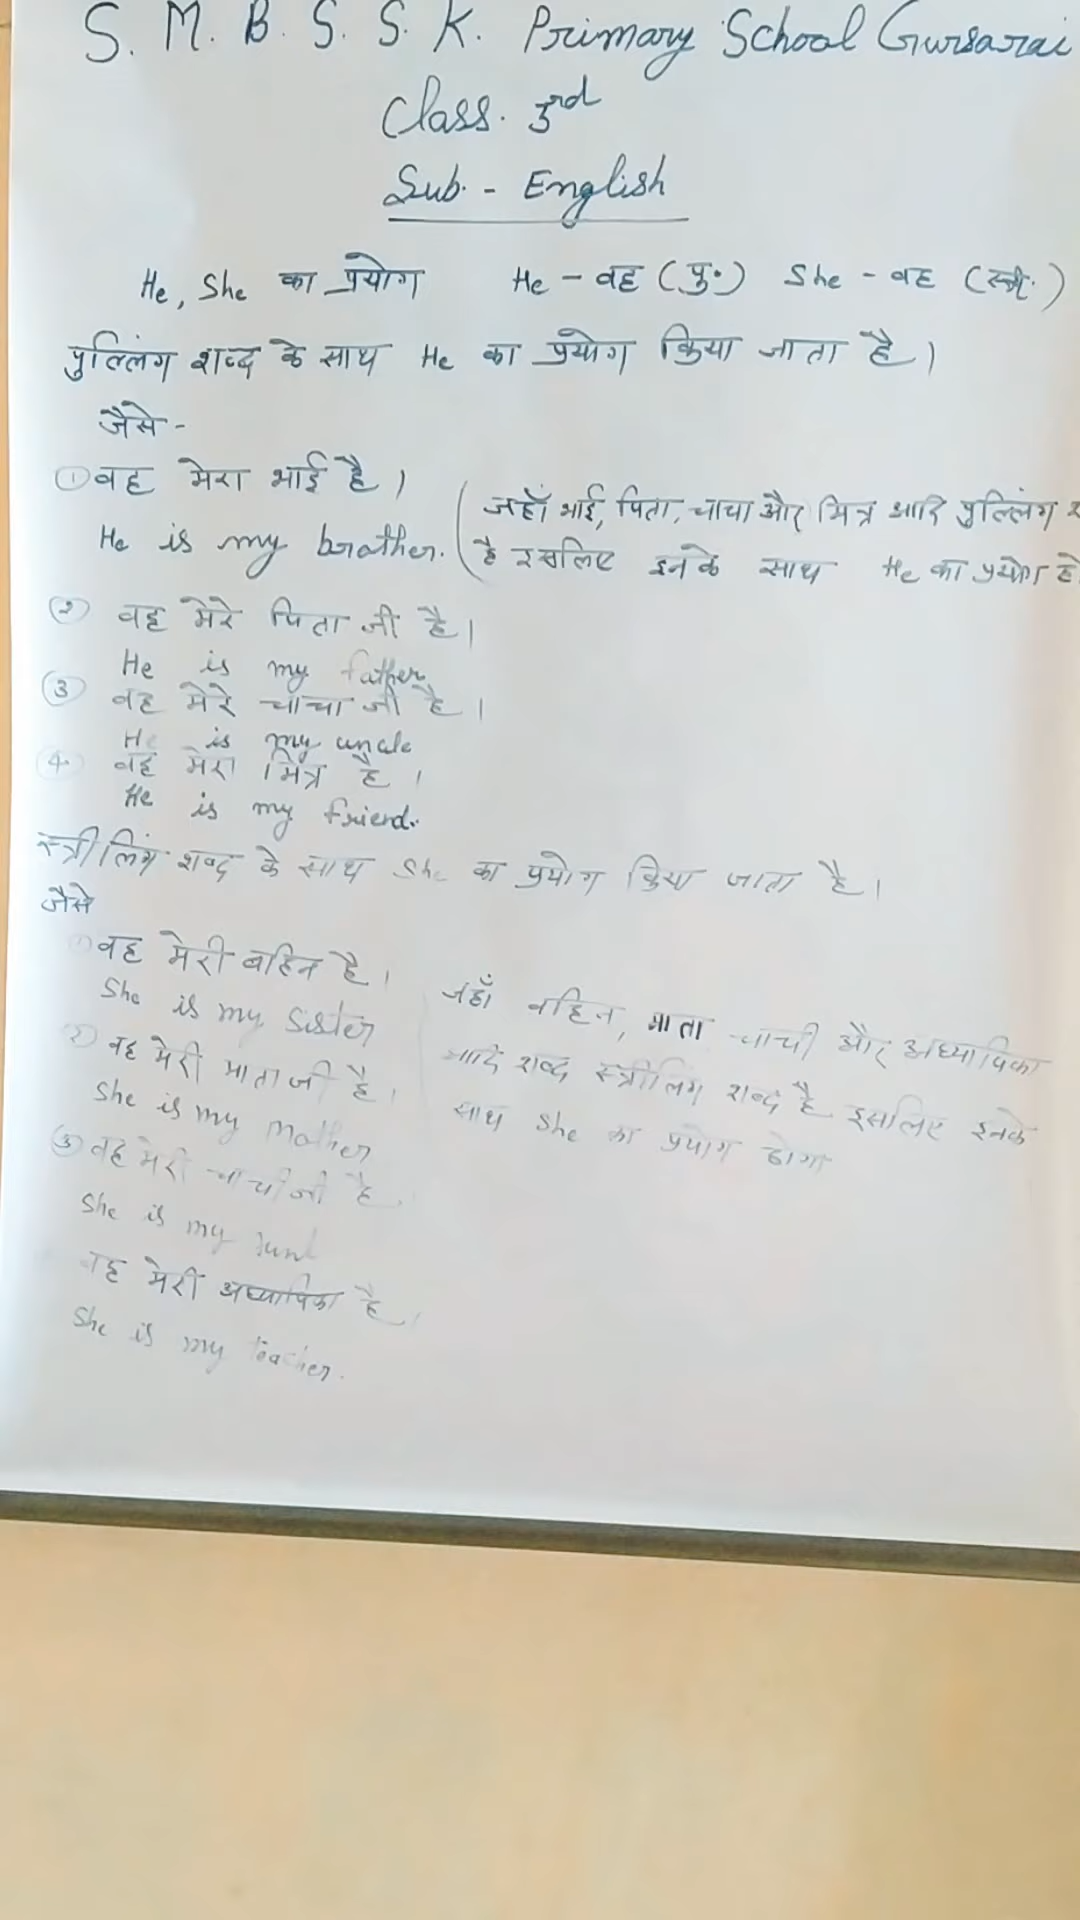 S. M. B. S. S. K. Primary School Gursarai
Class. 3rd
Sub. - English
He, She का प्रयोग He - वह (पु.) She - वह (स्त्री.)
पुल्लिंग शब्द के साथ He का प्रयोग किया जाता है।
जैसे -
① वह मेरा भाई है।
He is my brother.
(जहाँ भाई, पिता, चाचा और मित्र आदि पुल्लिंग
है इसलिए इनके साथ He का प्रयोग
② वह मेरे पिता जी है।
He is my father
③ वह मेरे चाचा जी है।
He is my uncle
④ वह मेरा मित्र है।
He is my friend.
स्त्रीलिंग शब्द के साथ She का प्रयोग किया जाता है।
जैसे
① वह मेरी बहिन है।
She is my sister
② वह मेरी माता जी है।
She is my mother
③ वह मेरी चाची जी है
She is my
वह मेरी अध्यापिका है।
She is my teacher.
जहाँ बहिन, माता चाची और अध्यापिका
आदि शब्द स्त्रीलिंग शब्द है इसलिए इनके
साथ She का प्रयोग होगा